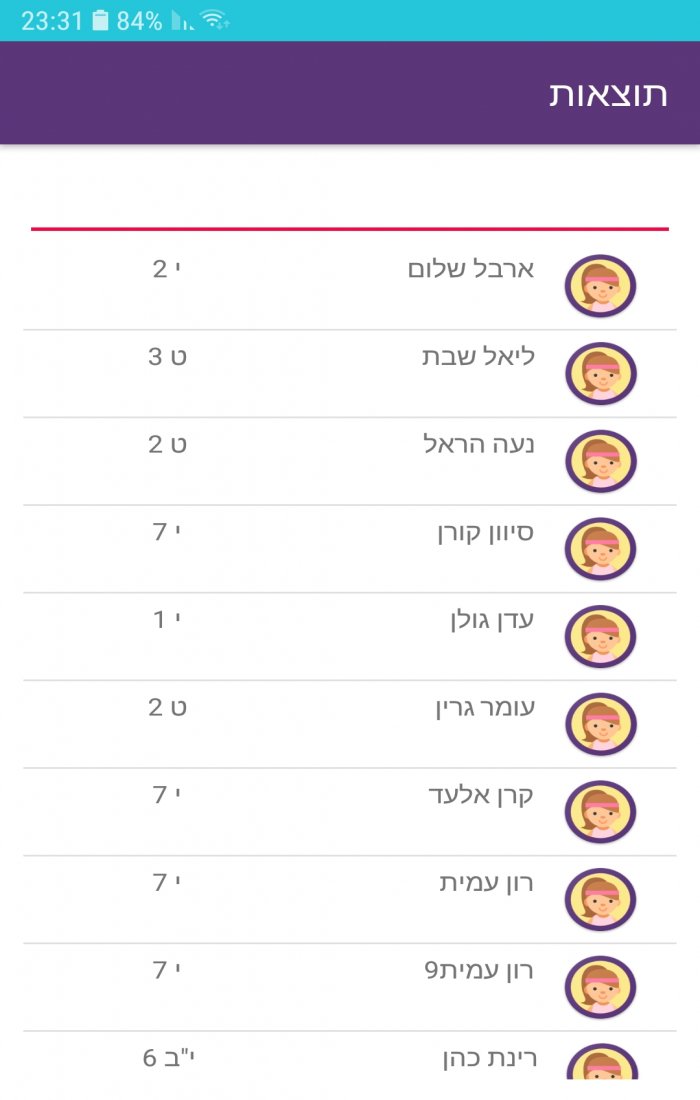 23:31 84%
תוצאות
ארבל שלום י 2
ליאל שבת ט 3
נעה הראל ט 2
סיוון קורן י 7
עדן גולן י 1
עומר גרין ט 2
קרן אלעד י 7
רון עמית י 7
רון עמית9 י 7
רינת כהן י"ב 6